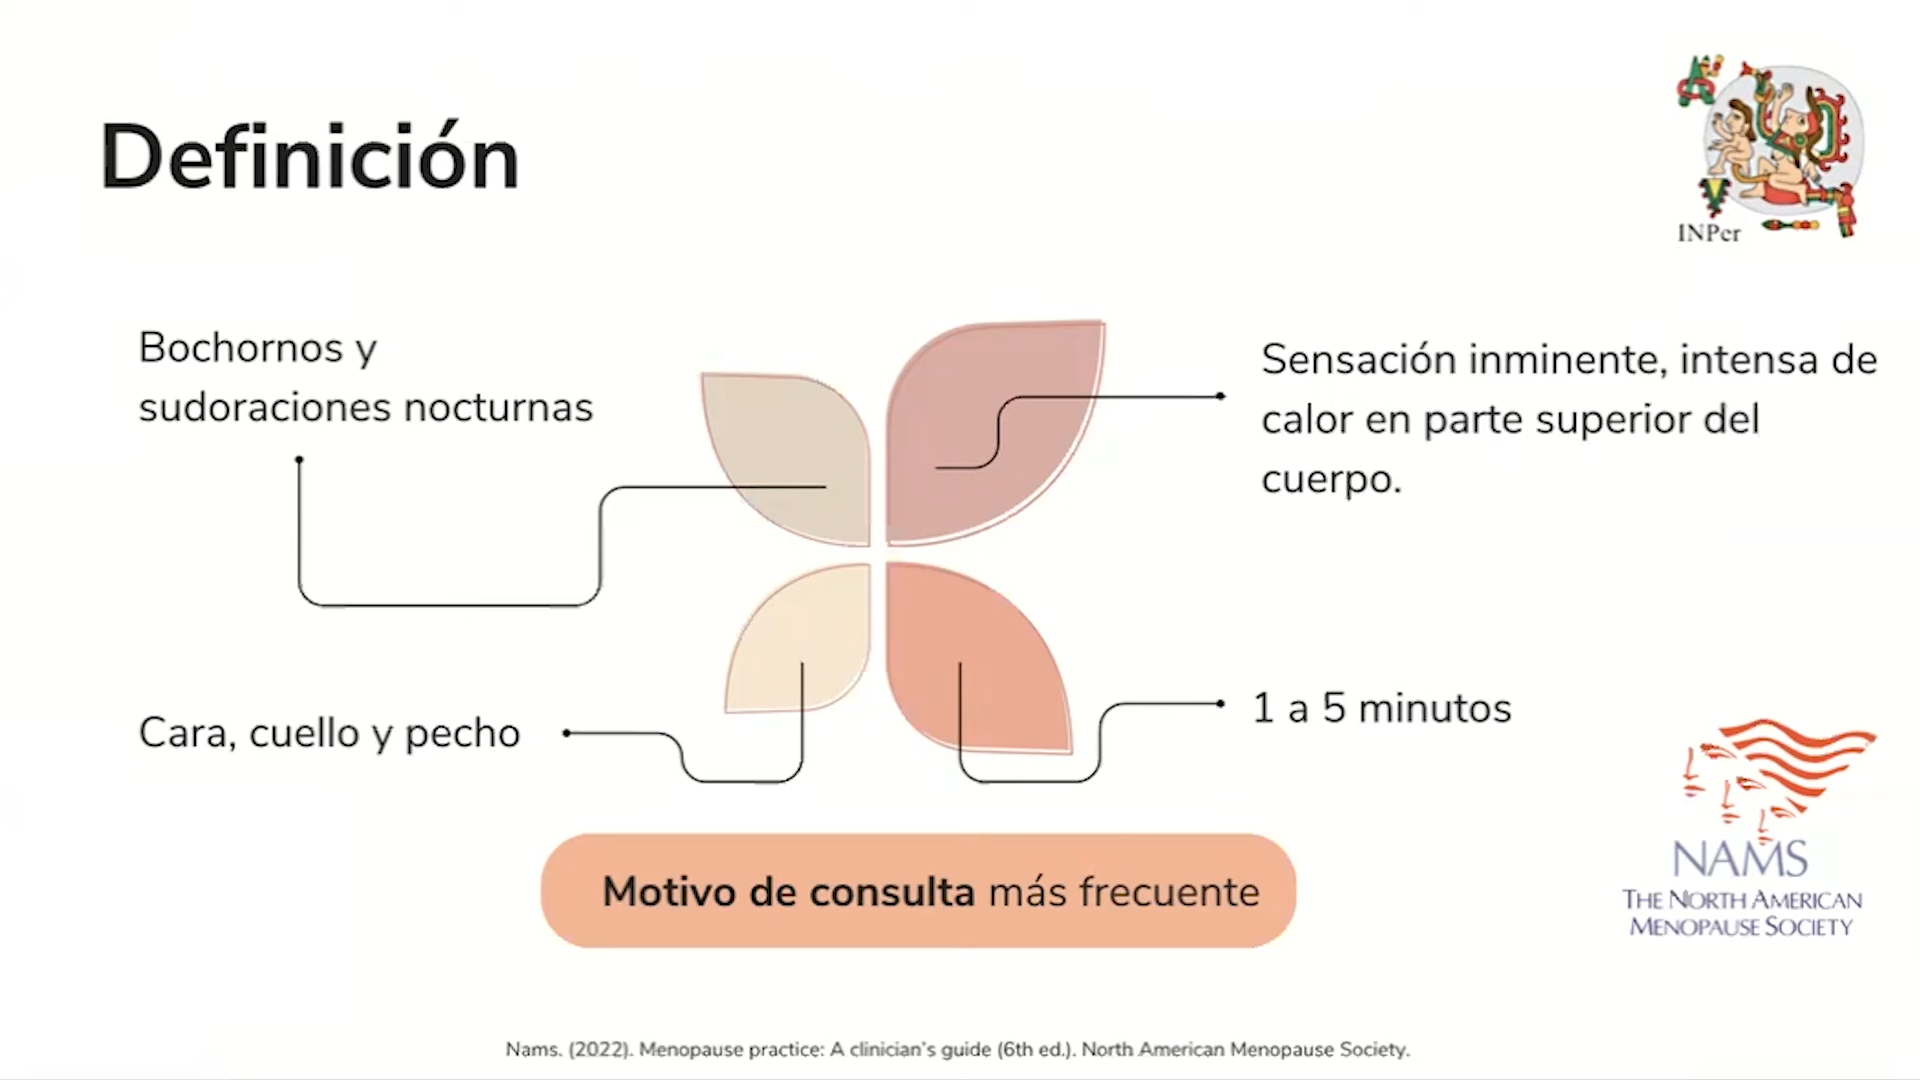 Definición
INPer
Bochornos y
sudoraciones nocturnas
Sensación inminente, intensa de
calor en parte superior del
cuerpo.
Cara, cuello y pecho
1 a 5 minutos
Motivo de consulta más frecuente
NAMS
THE NORTH AMERICAN
MENOPAUSE SOCIETY
Nams. (2022). Menopause practice: A clinician's guide (6th ed.). North American Menopause Society.